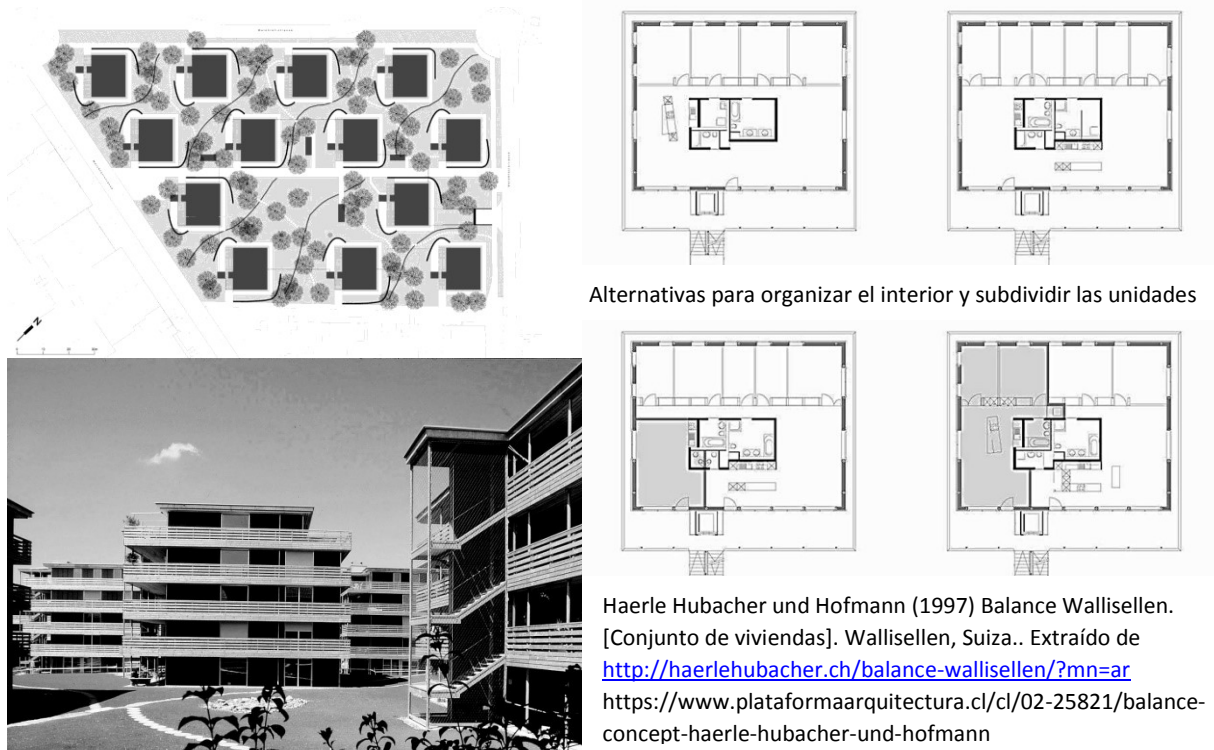 Alternativas para organizar el interior y subdividir las unidades
Haerle Hubacher und Hofmann (1997) Balance Wallisellen.
[Conjunto de viviendas]. Wallisellen, Suiza.. Extraído de
http://haerlehubacher.ch/balance-wallisellen/?mn=ar
https://www.plataformaarquitectura.cl/cl/02-25821/balance-
concept-haerle-hubacher-und-hofmann
N